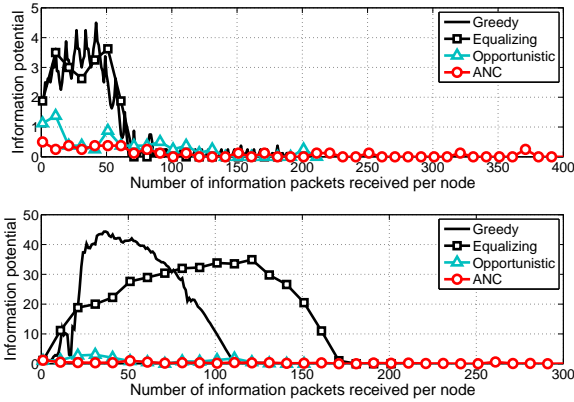 5
4
3
2
1
0
Information potential
0 50 100 150 200 250 300 350 400
Number of information packets received per node
Greedy
Equalizing
Opportunistic
ANC
50
40
30
20
10
0
Information potential
0 50 100 150 200 250 300
Number of information packets received per node
Greedy
Equalizing
Opportunistic
ANC